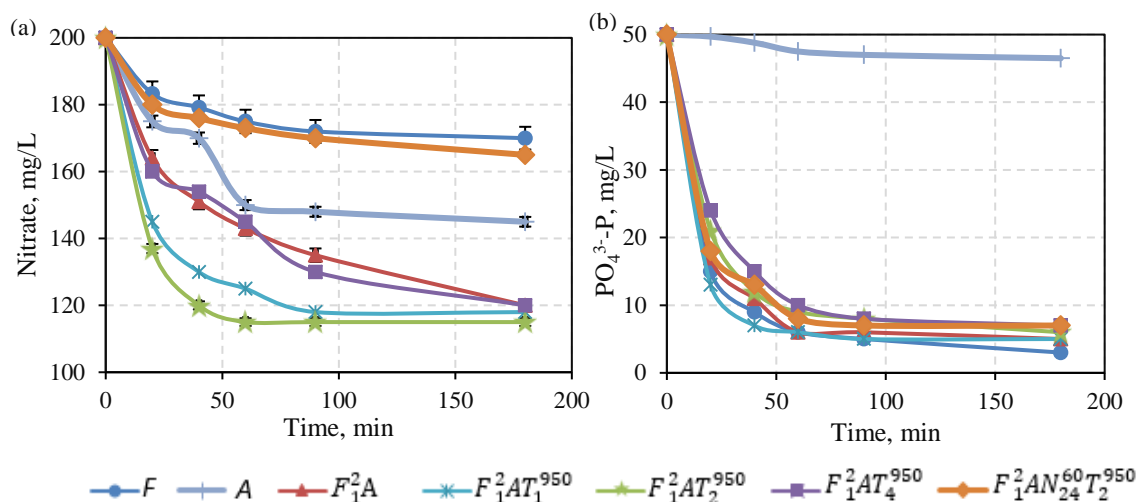 (a)
200
180
160
140
120
100
Nitrate, mg/L
0 50 100 150 200
Time, min
(b)
50
40
30
20
10
0
PO₄³⁻-P, mg/L
0 50 100 150 200
Time, min
F A F₁²A F₁²AT₁⁹⁵⁰ F₁²AT₂⁹⁵⁰ F₁²AT₄⁹⁵⁰ F₁²AN₂₄⁶⁰T₂⁹⁵⁰